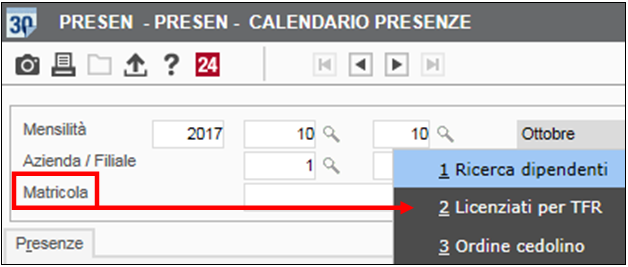 30 PRESEN - PRESEN - CALENDARIO PRESENZE
? 24
Mensilità 2017 10 10 Ottobre
Azienda / Filiale 1
Matricola
1 Ricerca dipendenti
2 Licenziati per TFR
3 Ordine cedolino
Presenze